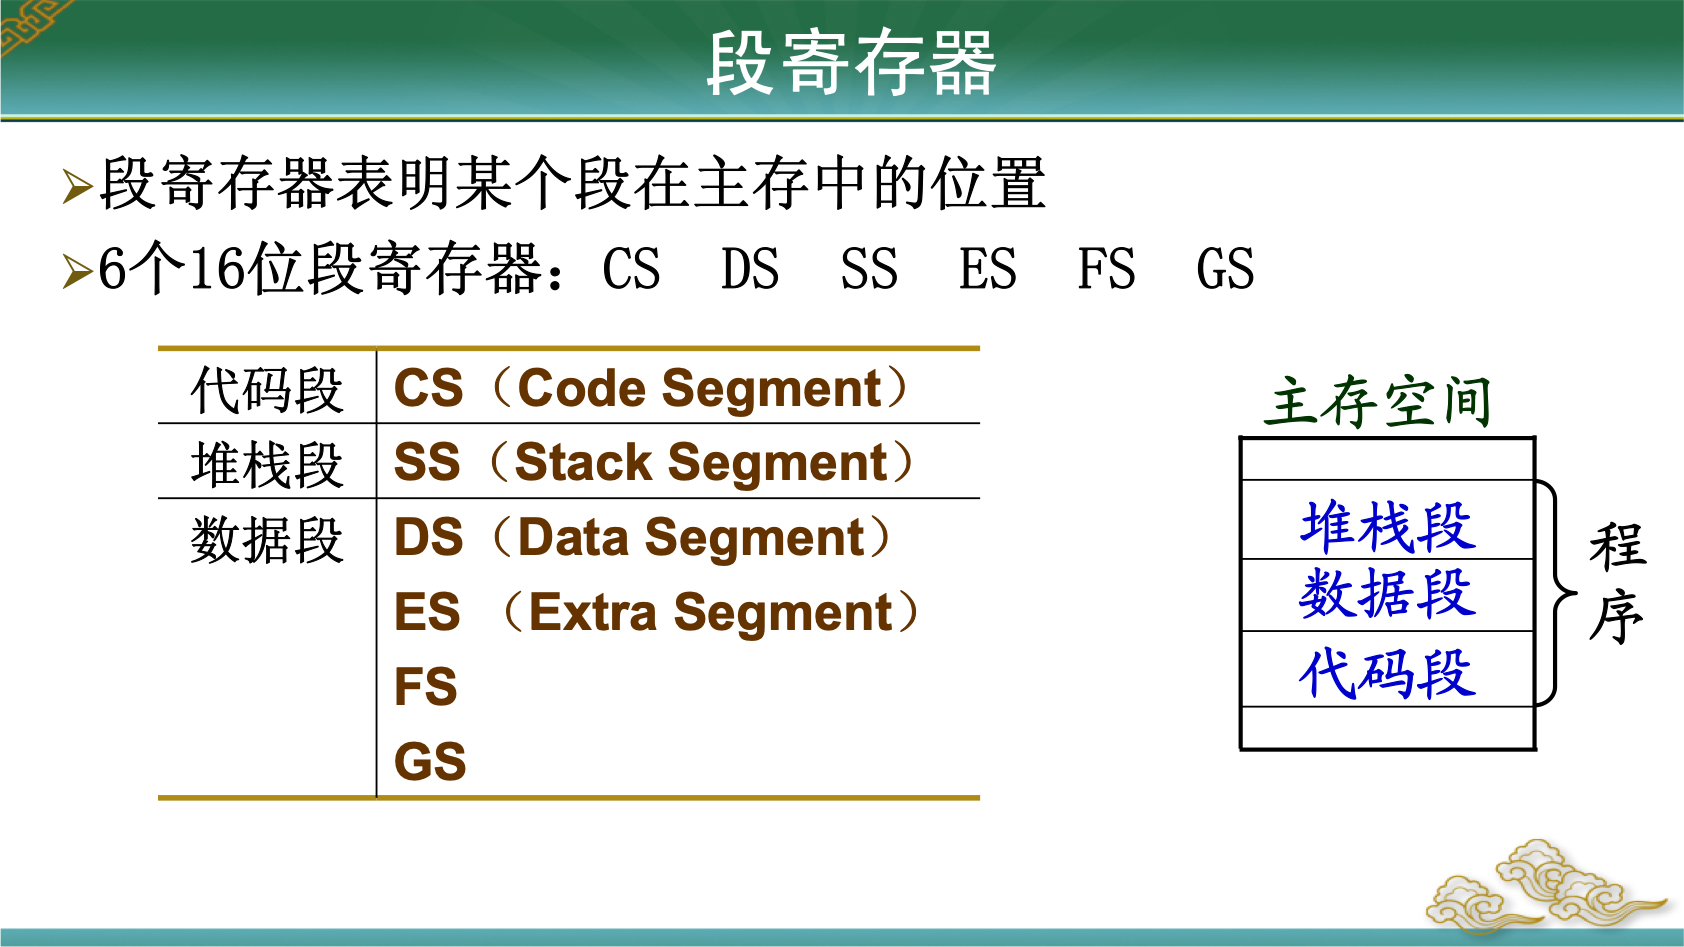 段寄存器
段寄存器表明某个段在主存中的位置
6个16位段寄存器：CS DS SS ES FS GS
代码段 CS（Code Segment）
堆栈段 SS（Stack Segment）
数据段 DS（Data Segment）
ES （Extra Segment）
FS
GS
主存空间
堆栈段
数据段
代码段
程序